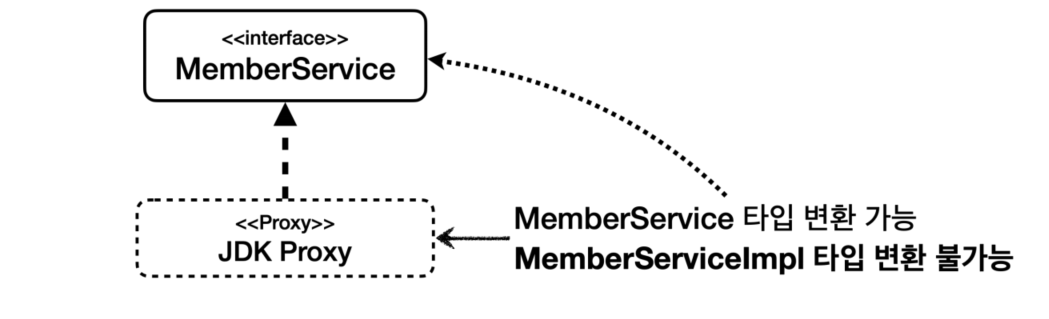 <<interface>>
MemberService
<<Proxy>>
JDK Proxy
MemberService 타입 변환 가능
MemberServiceImpl 타입 변환 불가능